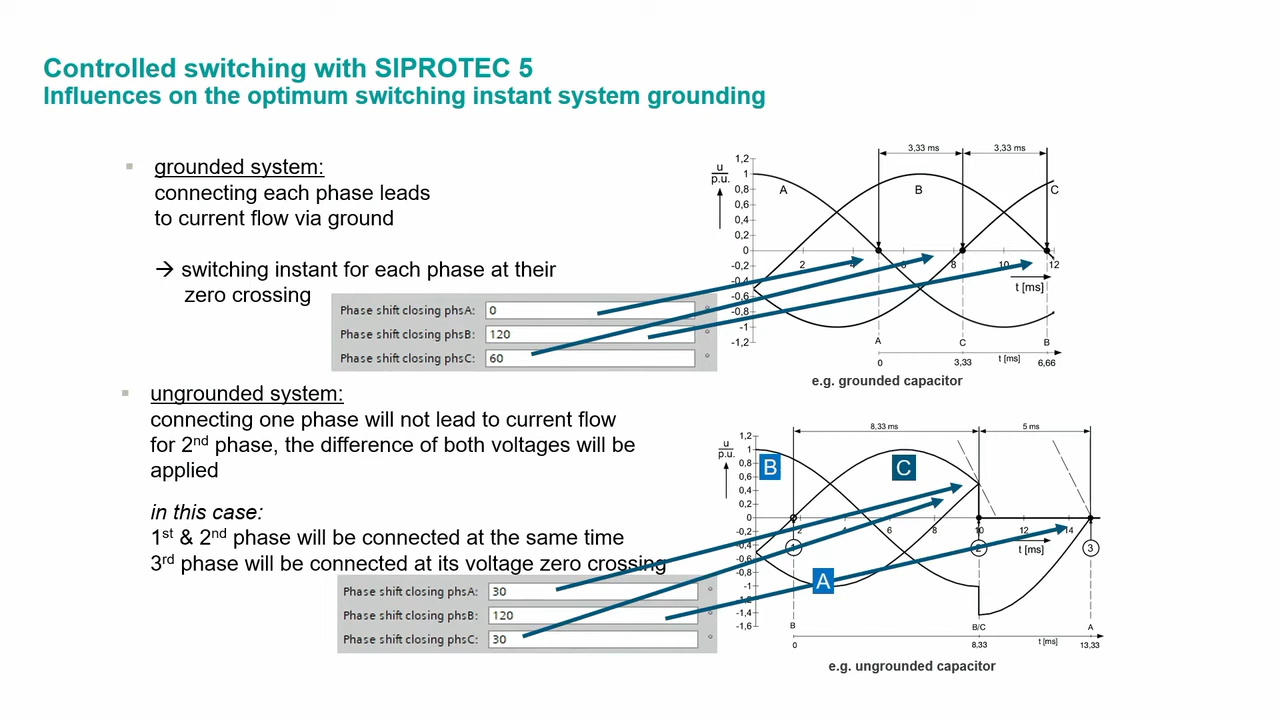 Controlled switching with SIPROTEC 5
Influences on the optimum switching instant system grounding
▪ grounded system:
connecting each phase leads
to current flow via ground
→ switching instant for each phase at their
zero crossing
Phase shift closing phsA: 0 °
Phase shift closing phsB: 120 °
Phase shift closing phsC: 60 °
▪ ungrounded system:
connecting one phase will not lead to current flow
for 2nd phase, the difference of both voltages will be
applied
in this case:
1st & 2nd phase will be connected at the same time
3rd phase will be connected at its voltage zero crossing
Phase shift closing phsA: 30 °
Phase shift closing phsB: 120 °
Phase shift closing phsC: 30 °
3,33 ms 3,33 ms
u
p.u.
1,2
1
0,8
0,6
0,4
0,2
0
-0,2
-0,4
-0,6
-0,8
-1
-1,2
A B C
2 8 10 12
t [ms]
A C B
0 3,33 t [ms] 6,66
e.g. grounded capacitor
8,33 ms 5 ms
u
p.u.
1,2
1
0,8
0,6
0,4
0,2
0
-0,2
-0,4
-0,6
-0,8
-1
-1,4
-1,6
B C
A
2 4 6 8 10 12 14
t [ms]
3
B B/C A
0 8,33 t [ms] 13,33
e.g. ungrounded capacitor